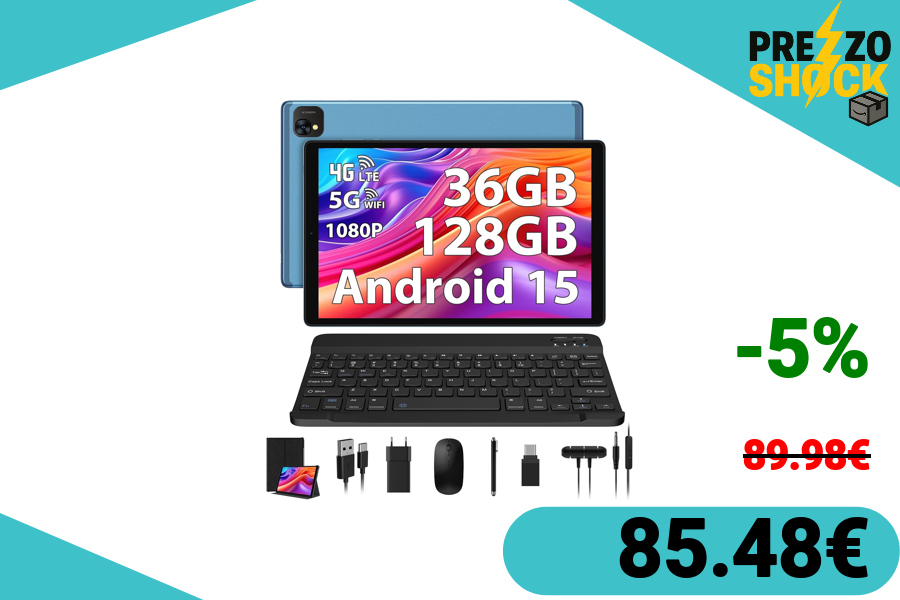 PREZZO
SHOCK
4G LTE
5G WIFI
1080P
36GB
128GB
Android 15
-5%
89.98€
85.48€